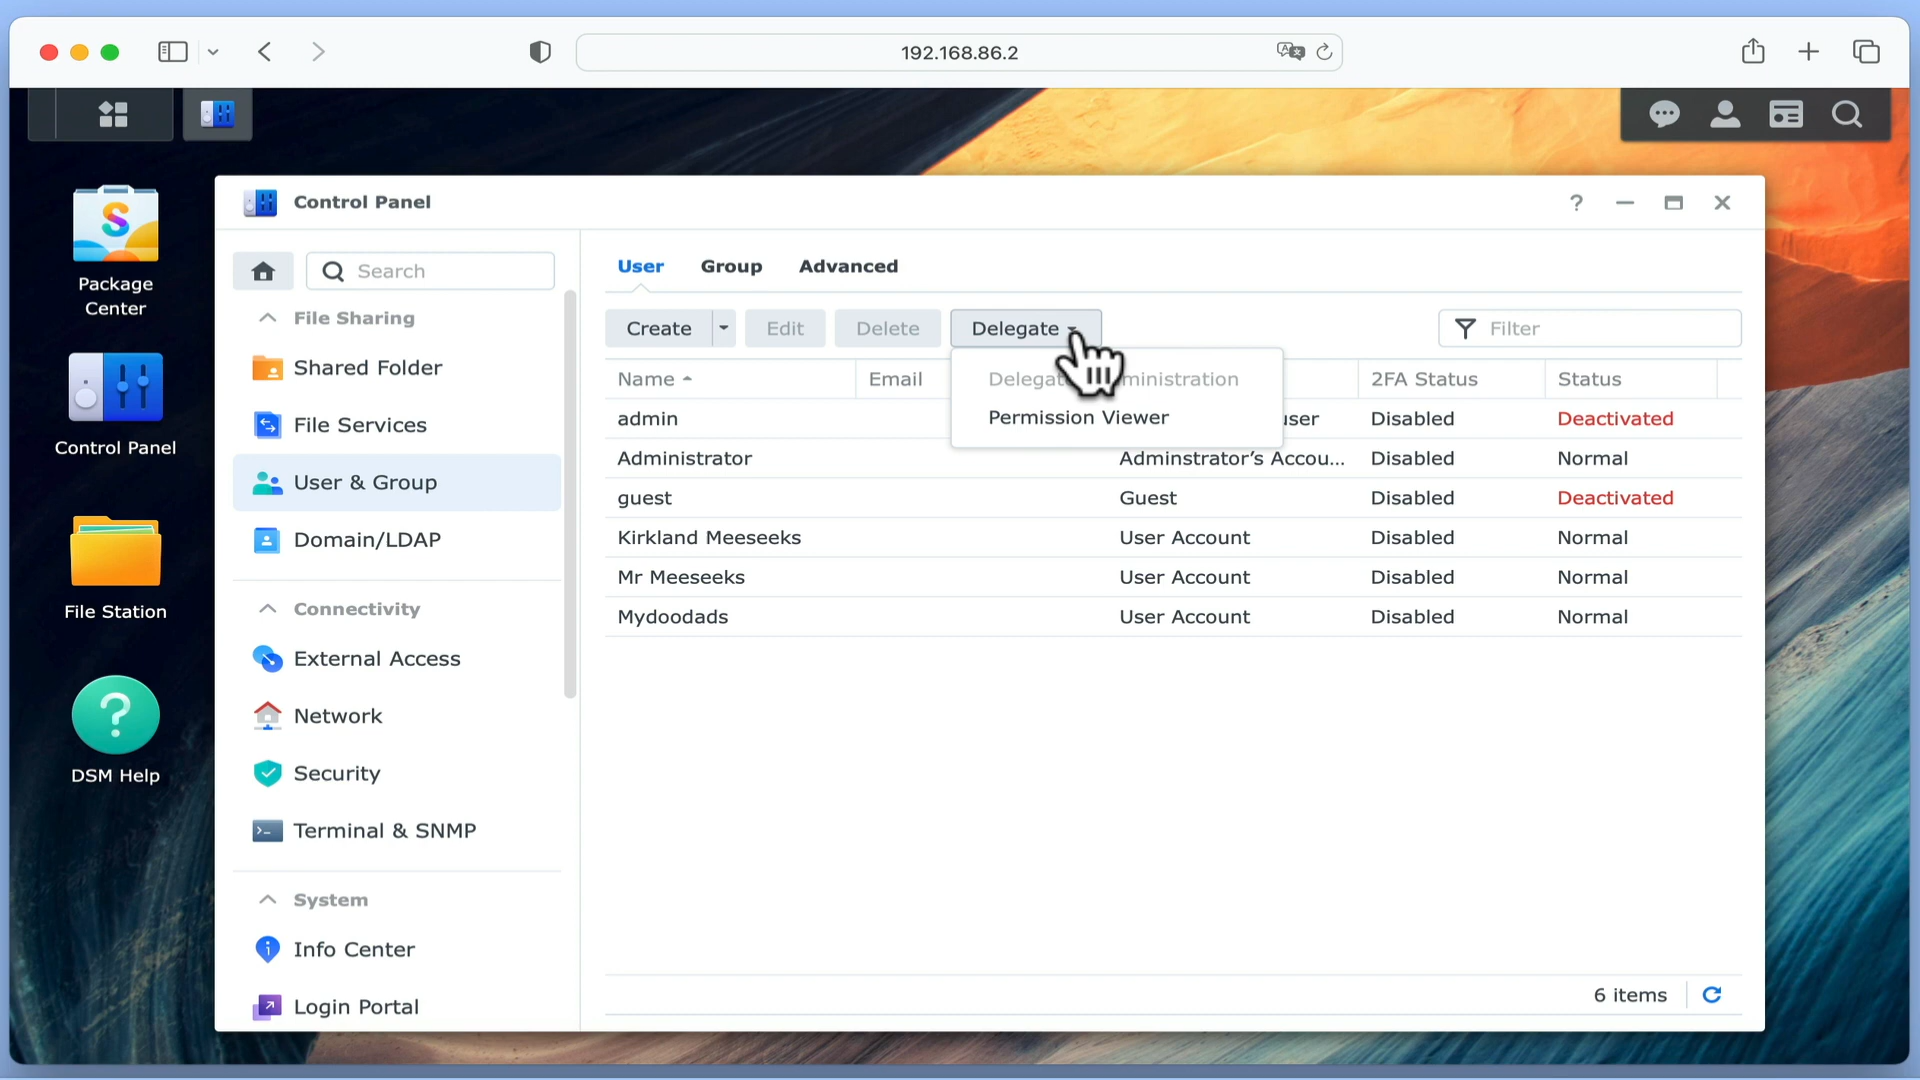 192.168.86.2
Control Panel
Package
Center
Control Panel
File Station
DSM Help
Search
File Sharing
Shared Folder
File Services
User & Group
Domain/LDAP
Connectivity
External Access
Network
Security
Terminal & SNMP
System
Info Center
Login Portal
User Group Advanced
Create Edit Delete Delegate Filter
Permission Viewer
Name Email 2FA Status Status
admin user Disabled Deactivated
Administrator Adminstrator's Accou... Disabled Normal
guest Guest Disabled Deactivated
Kirkland Meeseeks User Account Disabled Normal
Mr Meeseeks User Account Disabled Normal
Mydoodads User Account Disabled Normal
6 items